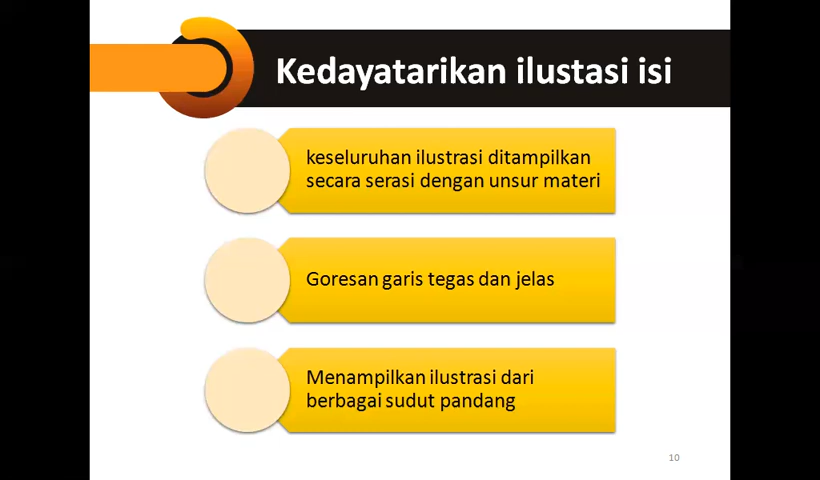 Kedayatarikan ilustasi isi
keseluruhan ilustrasi ditampilkan
secara serasi dengan unsur materi
Goresan garis tegas dan jelas
Menampilkan ilustrasi dari
berbagai sudut pandang
10